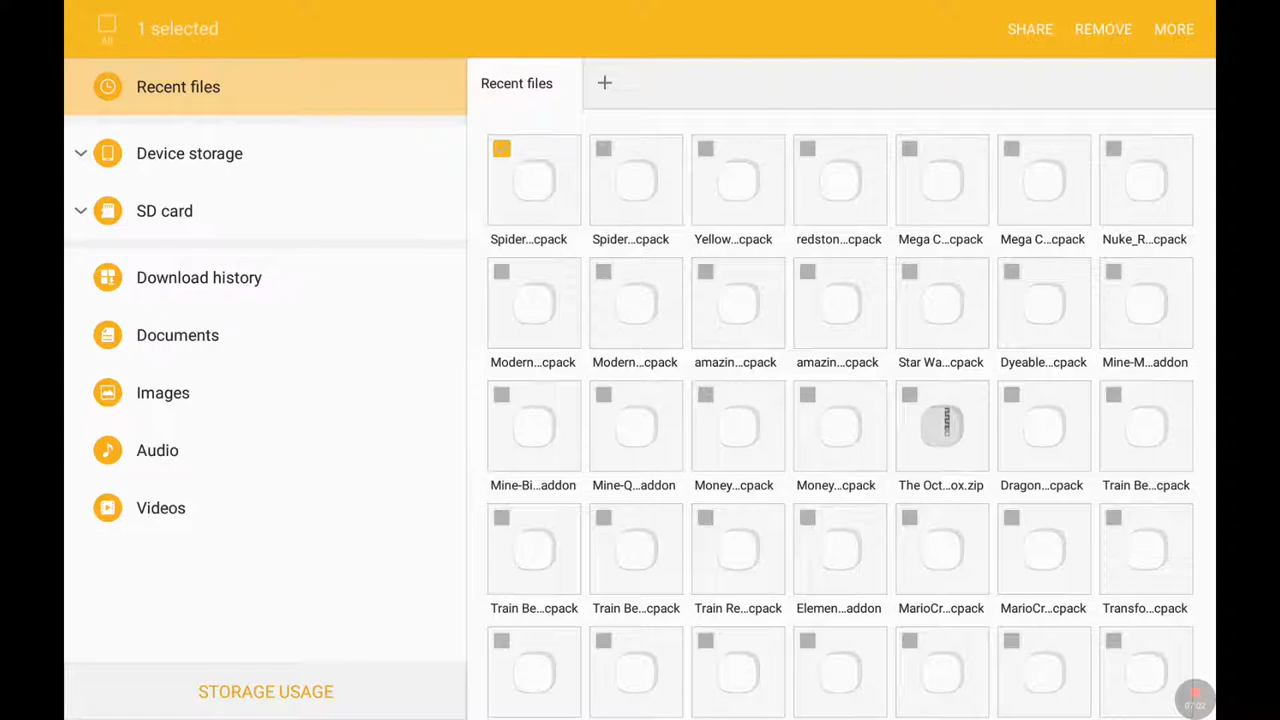 All
1 selected
SHARE REMOVE MORE
Recent files
Device storage
SD card
Download history
Documents
Images
Audio
Videos
STORAGE USAGE
Recent files +
Spider...cpack Spider...cpack Yellow...cpack redston...cpack Mega C...cpack Mega C...cpack Nuke_R...cpack
Modern...cpack Modern...cpack amazin...cpack amazin...cpack Star Wa...cpack Dyeable...cpack Mine-M...addon
Mine-Bi...addon Mine-Q...addon Money...cpack Money...cpack The Oct...ox.zip Dragon...cpack Train Be...cpack
Train Be...cpack Train Be...cpack Train Re...cpack Elemen...addon MarioCr...cpack MarioCr...cpack Transfo...cpack
07:02